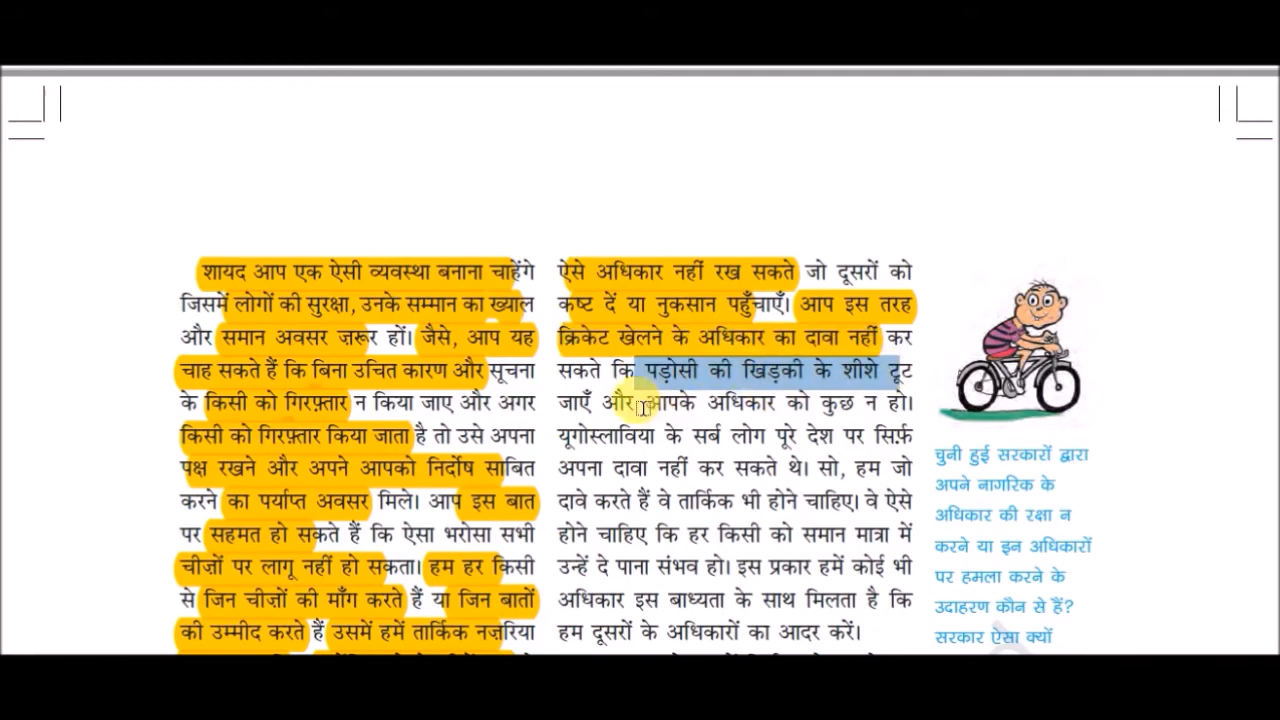 शायद आप एक ऐसी व्यवस्था बनाना चाहेंगे
जिसमें लोगों की सुरक्षा, उनके सम्मान का ख्याल
और समान अवसर ज़रूर हों। जैसे, आप यह
चाह सकते हैं कि बिना उचित कारण और सूचना
के किसी को गिरफ़्तार न किया जाए और अगर
किसी को गिरफ़्तार किया जाता है तो उसे अपना
पक्ष रखने और अपने आपको निर्दोष साबित
करने का पर्याप्त अवसर मिले। आप इस बात
पर सहमत हो सकते हैं कि ऐसा भरोसा सभी
चीज़ों पर लागू नहीं हो सकता। हम हर किसी
से जिन चीज़ों की माँग करते हैं या जिन बातों
की उम्मीद करते हैं उसमें हमें तार्किक नज़रिया
ऐसे अधिकार नहीं रख सकते जो दूसरों को
कष्ट दें या नुकसान पहुँचाएँ। आप इस तरह
क्रिकेट खेलने के अधिकार का दावा नहीं कर
सकते कि पड़ोसी की खिड़की के शीशे टूट
जाएँ और आपके अधिकार को कुछ न हो।
यूगोस्लाविया के सर्ब लोग पूरे देश पर सिर्फ़
अपना दावा नहीं कर सकते थे। सो, हम जो
दावे करते हैं वे तार्किक भी होने चाहिए। वे ऐसे
होने चाहिए कि हर किसी को समान मात्रा में
उन्हें दे पाना संभव हो। इस प्रकार हमें कोई भी
अधिकार इस बाध्यता के साथ मिलता है कि
हम दूसरों के अधिकारों का आदर करें।
चुनी हुई सरकारों द्वारा
अपने नागरिक के
अधिकार की रक्षा न
करने या इन अधिकारों
पर हमला करने के
उदाहरण कौन से हैं?
सरकार ऐसा क्यों